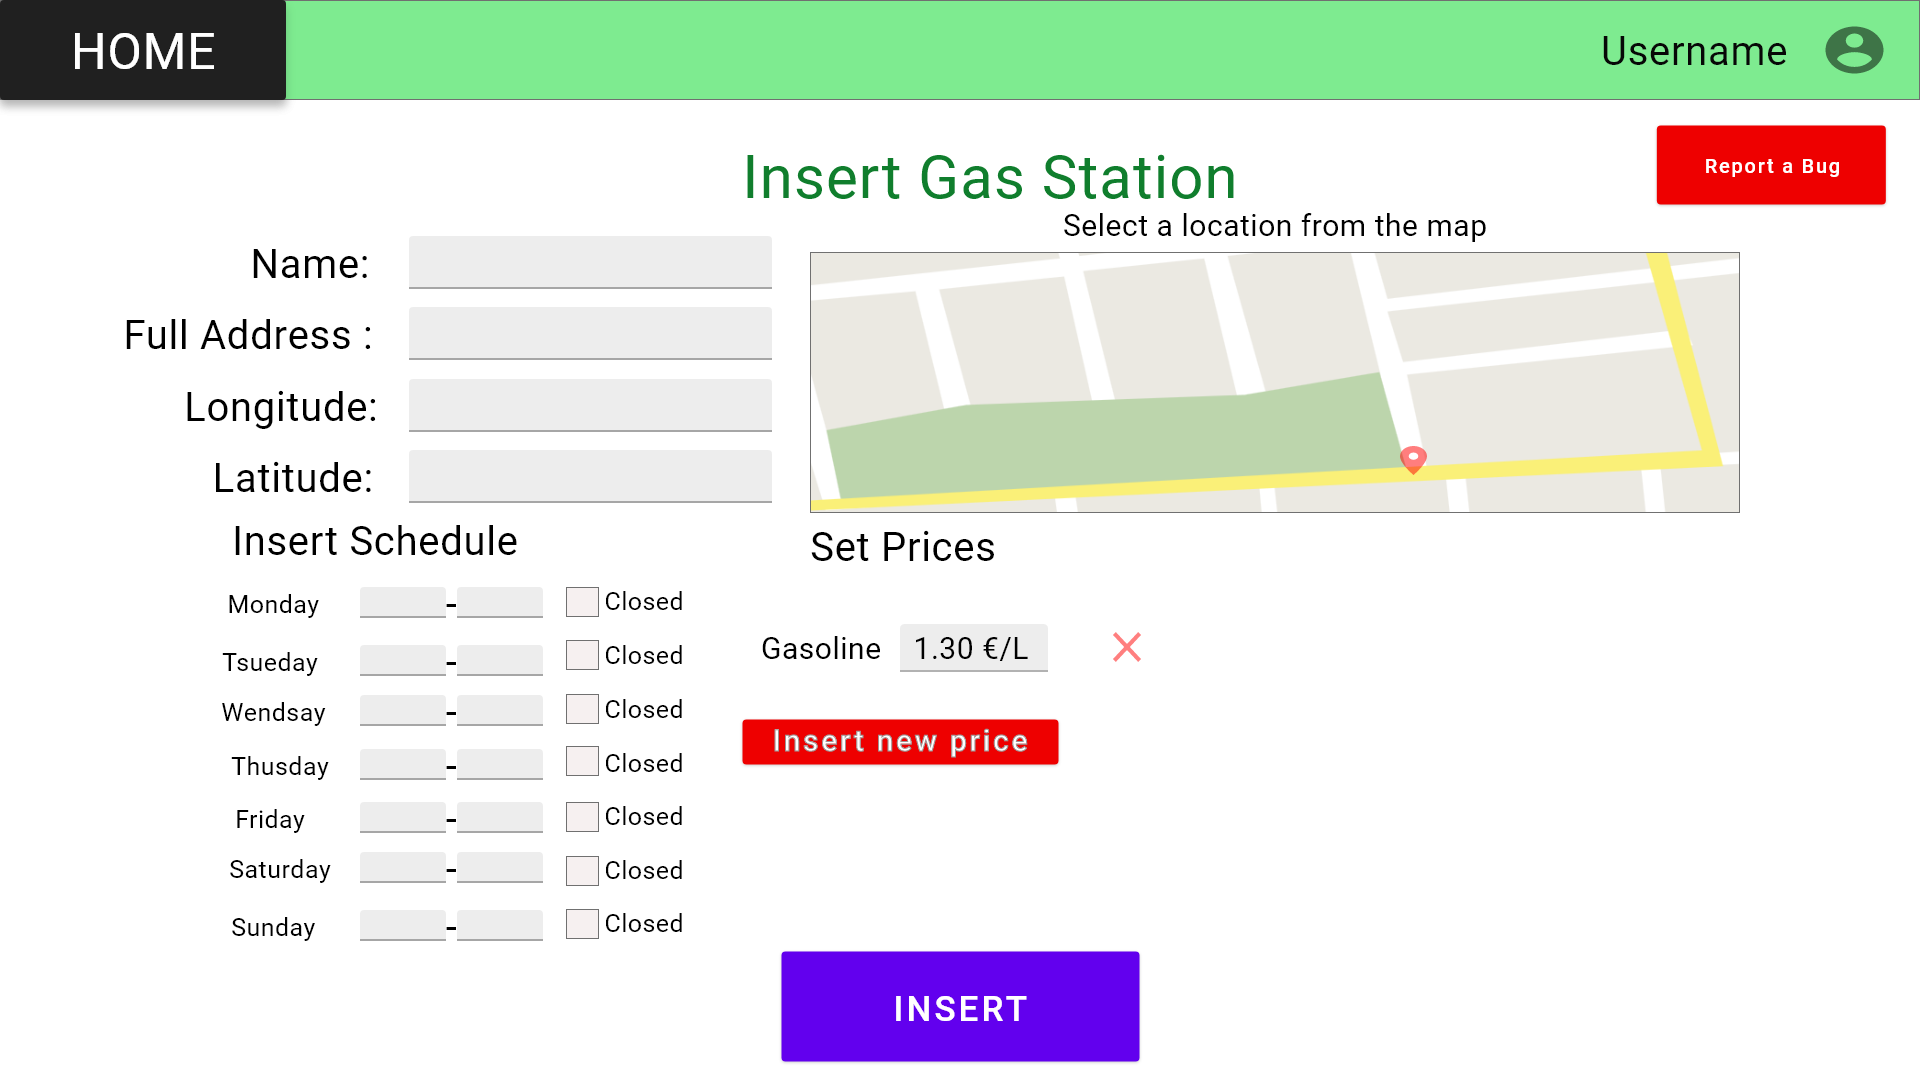 HOME
Username
Report a Bug
Insert Gas Station
Select a location from the map
Name:
Full Address :
Longitude:
Latitude:
Insert Schedule
Monday - Closed
Tsueday - Closed
Wendsay - Closed
Thusday - Closed
Friday - Closed
Saturday - Closed
Sunday - Closed
Set Prices
Gasoline 1.30 €/L
Insert new price
INSERT